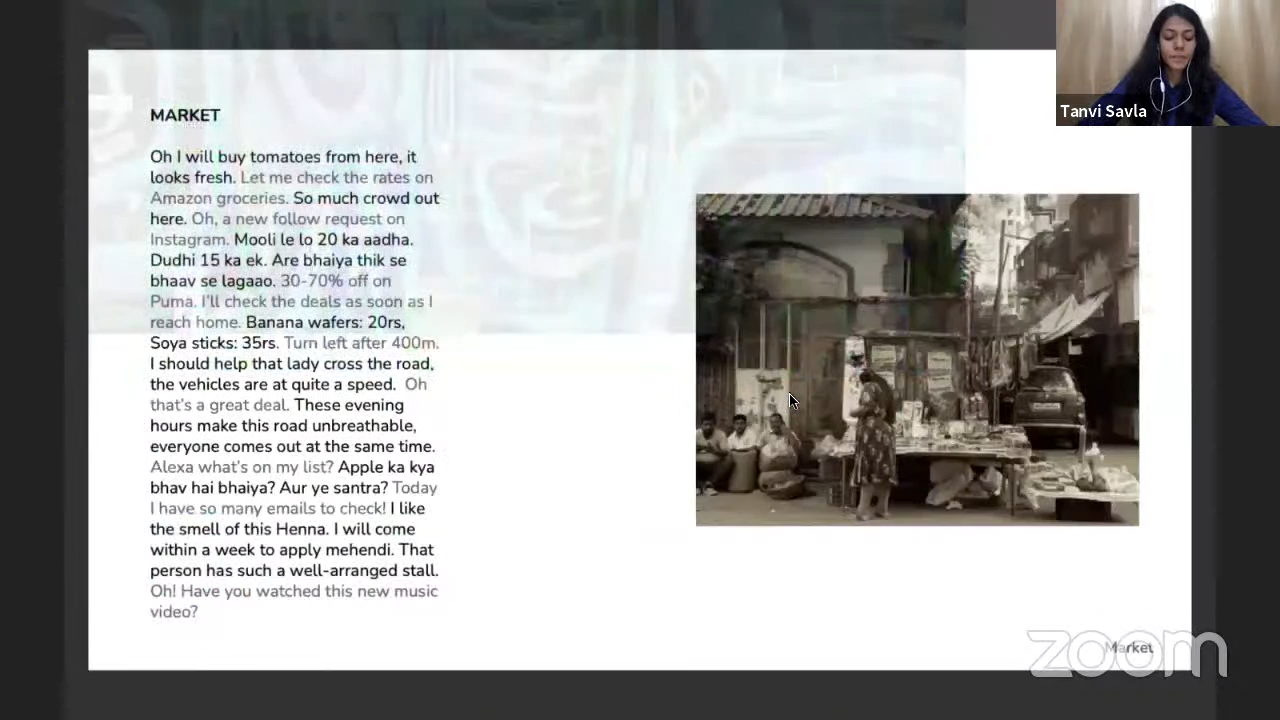 MARKET
Oh I will buy tomatoes from here, it
looks fresh. Let me check the rates on
Amazon groceries. So much crowd out
here. Oh, a new follow request on
Instagram. Mooli le lo 20 ka aadha.
Dudhi 15 ka ek. Are bhaiya thik se
bhaav se lagaao. 30-70% off on
Puma. I'll check the deals as soon as I
reach home. Banana wafers: 20rs,
Soya sticks: 35rs. Turn left after 400m.
I should help that lady cross the road,
the vehicles are at quite a speed.  Oh
that's a great deal. These evening
hours make this road unbreathable,
everyone comes out at the same time.
Alexa what's on my list? Apple ka kya
bhav hai bhaiya? Aur ye santra? Today
I have so many emails to check! I like
the smell of this Henna. I will come
within a week to apply mehendi. That
person has such a well-arranged stall.
Oh! Have you watched this new music
video?
Tanvi Savla
Market
zoom